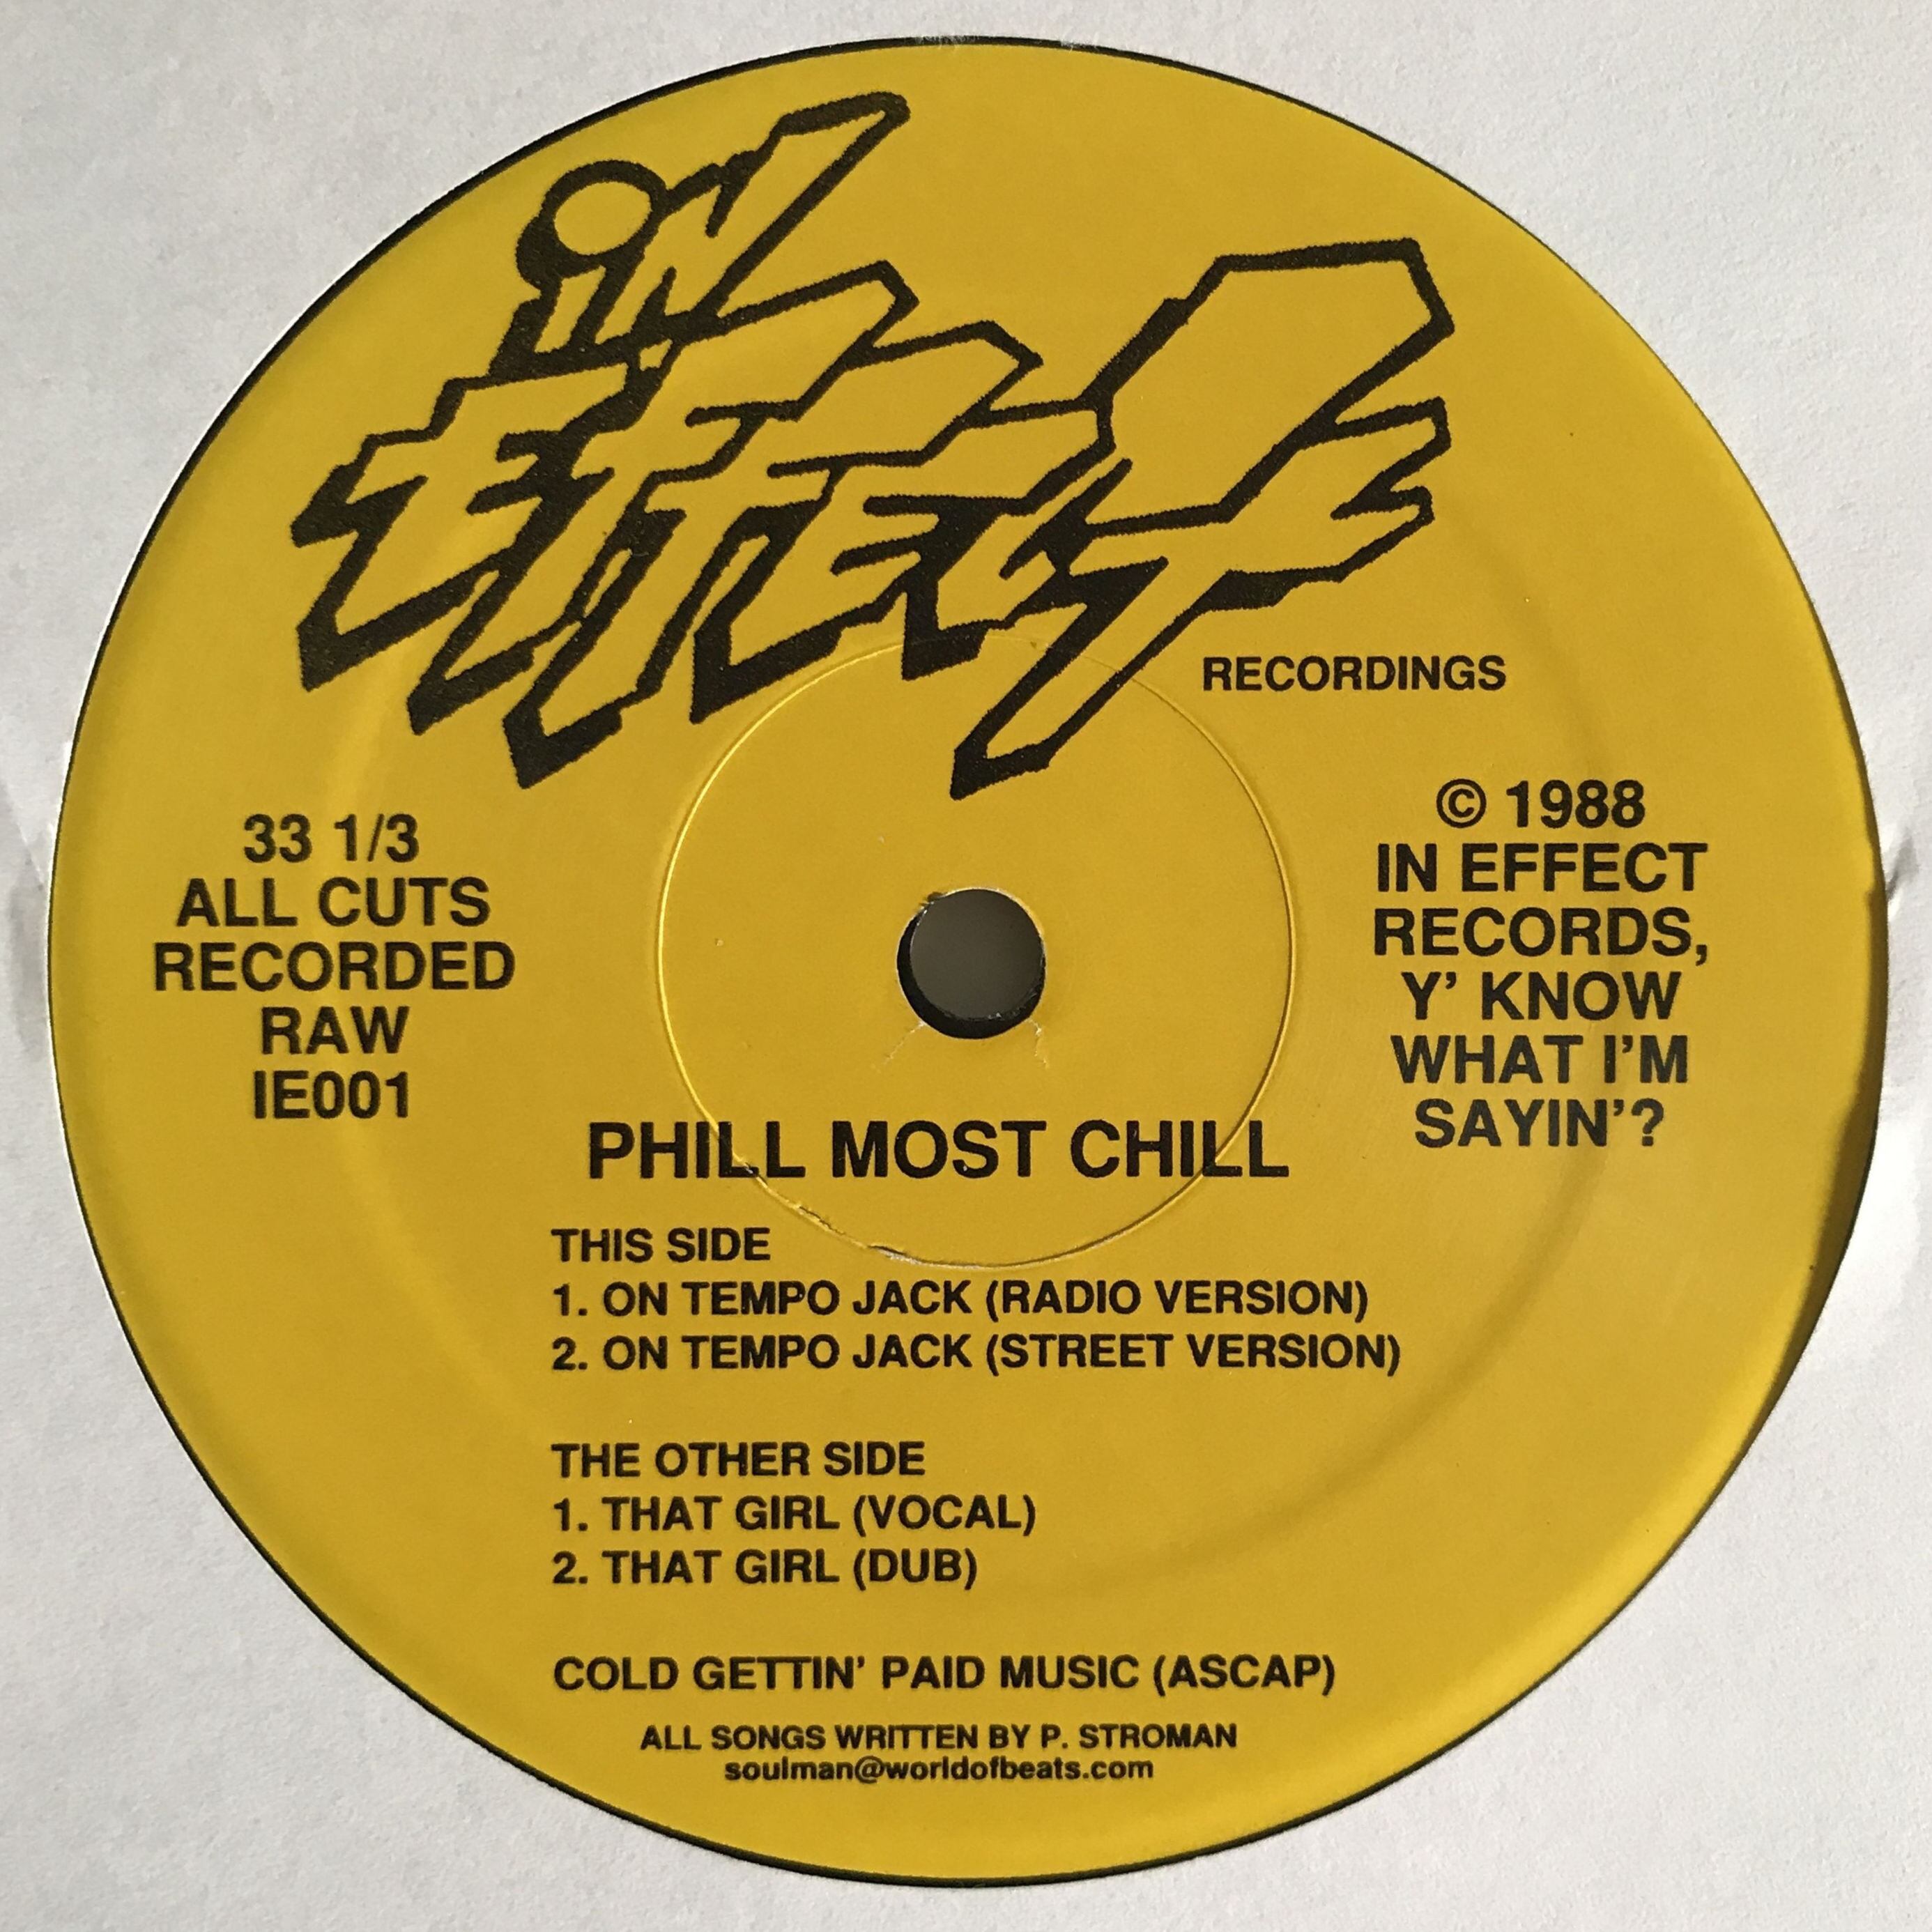 IN
EFFECT
RECORDINGS
33 1/3
ALL CUTS
RECORDED
RAW
IE001
© 1988
IN EFFECT
RECORDS,
Y' KNOW
WHAT I'M
SAYIN'?
PHILL MOST CHILL
THIS SIDE
1. ON TEMPO JACK (RADIO VERSION)
2. ON TEMPO JACK (STREET VERSION)
THE OTHER SIDE
1. THAT GIRL (VOCAL)
2. THAT GIRL (DUB)
COLD GETTIN' PAID MUSIC (ASCAP)
ALL SONGS WRITTEN BY P. STROMAN
soulman@worldofbeats.com